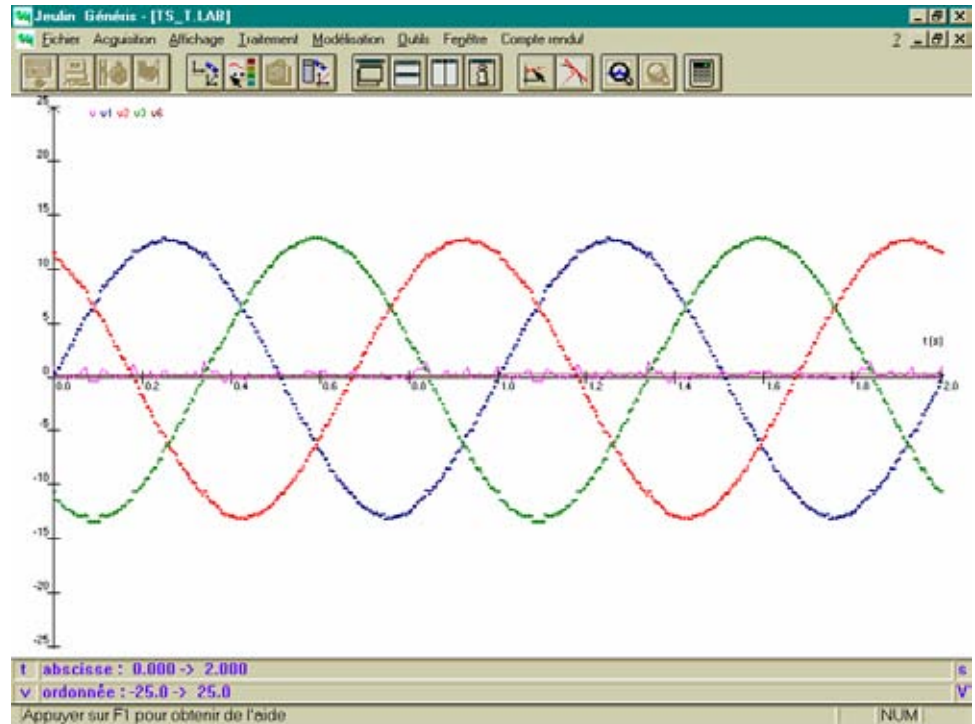 Jeulin Généris - [TS_T.LAB]
Fichier Acquisition Affichage Traitement Modélisation Outils Fenêtre Compte rendu! ?
25
v v1 v2 v3 v6
20
15
10
5
t(s)
0
0.0 0.2 0.4 0.6 0.8 1.0 1.2 1.4 1.6 1.8 2.0
-5
-10
-15
-20
-25
t abscisse : 0.000 -> 2.000 s
v ordonnée : -25.0 -> 25.0 V
Appuyer sur F1 pour obtenir de l'aide NUM